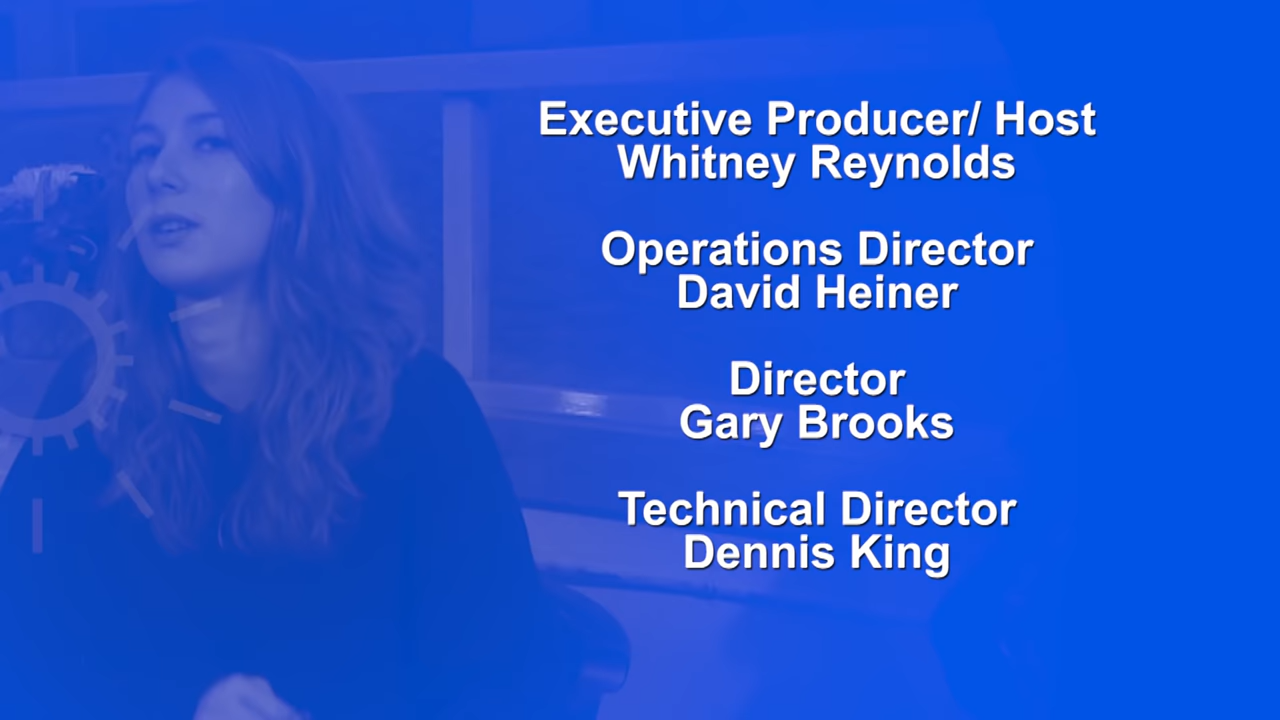 Executive Producer/ Host
Whitney Reynolds
Operations Director
David Heiner
Director
Gary Brooks
Technical Director
Dennis King